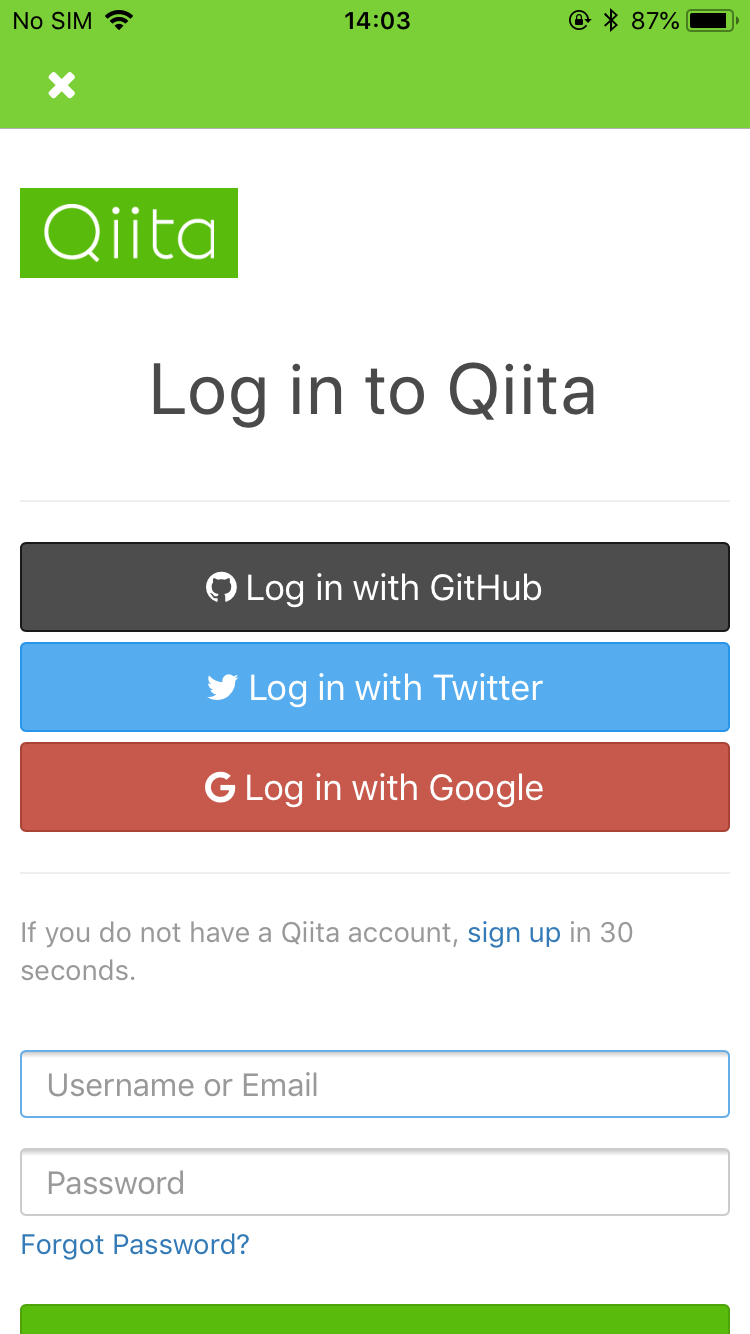 No SIM 14:03 87%
Qiita
Log in to Qiita
Log in with GitHub
Log in with Twitter
Log in with Google
If you do not have a Qiita account, sign up in 30
seconds.
Username or Email
Password
Forgot Password?